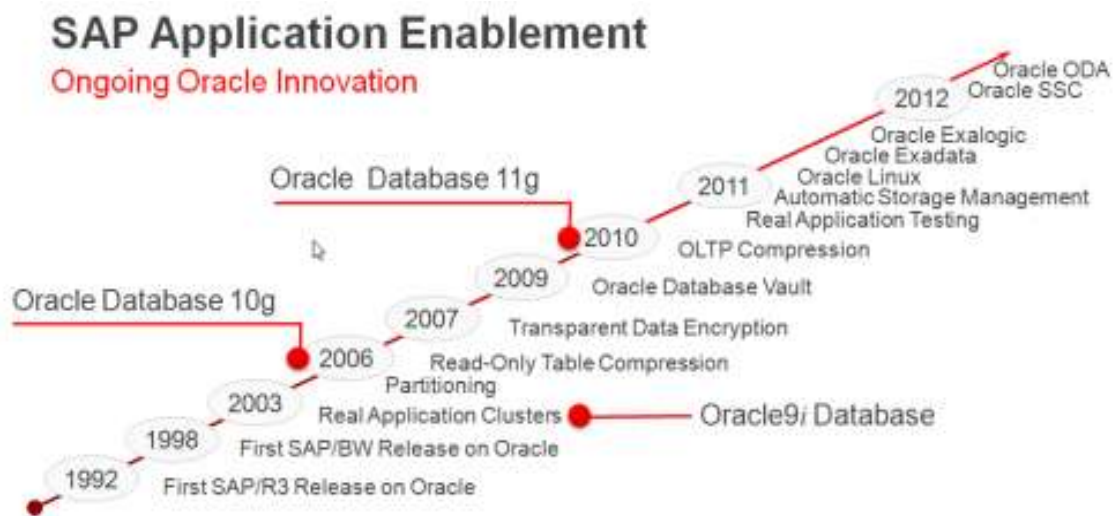 SAP Application Enablement
Ongoing Oracle Innovation
Oracle ODA
Oracle SSC
2012
Oracle Exalogic
Oracle Exadata
Oracle Linux
2011
Automatic Storage Management
Real Application Testing
Oracle Database 11g
2010
OLTP Compression
2009
Oracle Database Vault
Oracle Database 10g
2007
Transparent Data Encryption
2006
Read-Only Table Compression
Partitioning
2003
Real Application Clusters
Oracle9i Database
1998
First SAP/BW Release on Oracle
1992
First SAP/R3 Release on Oracle